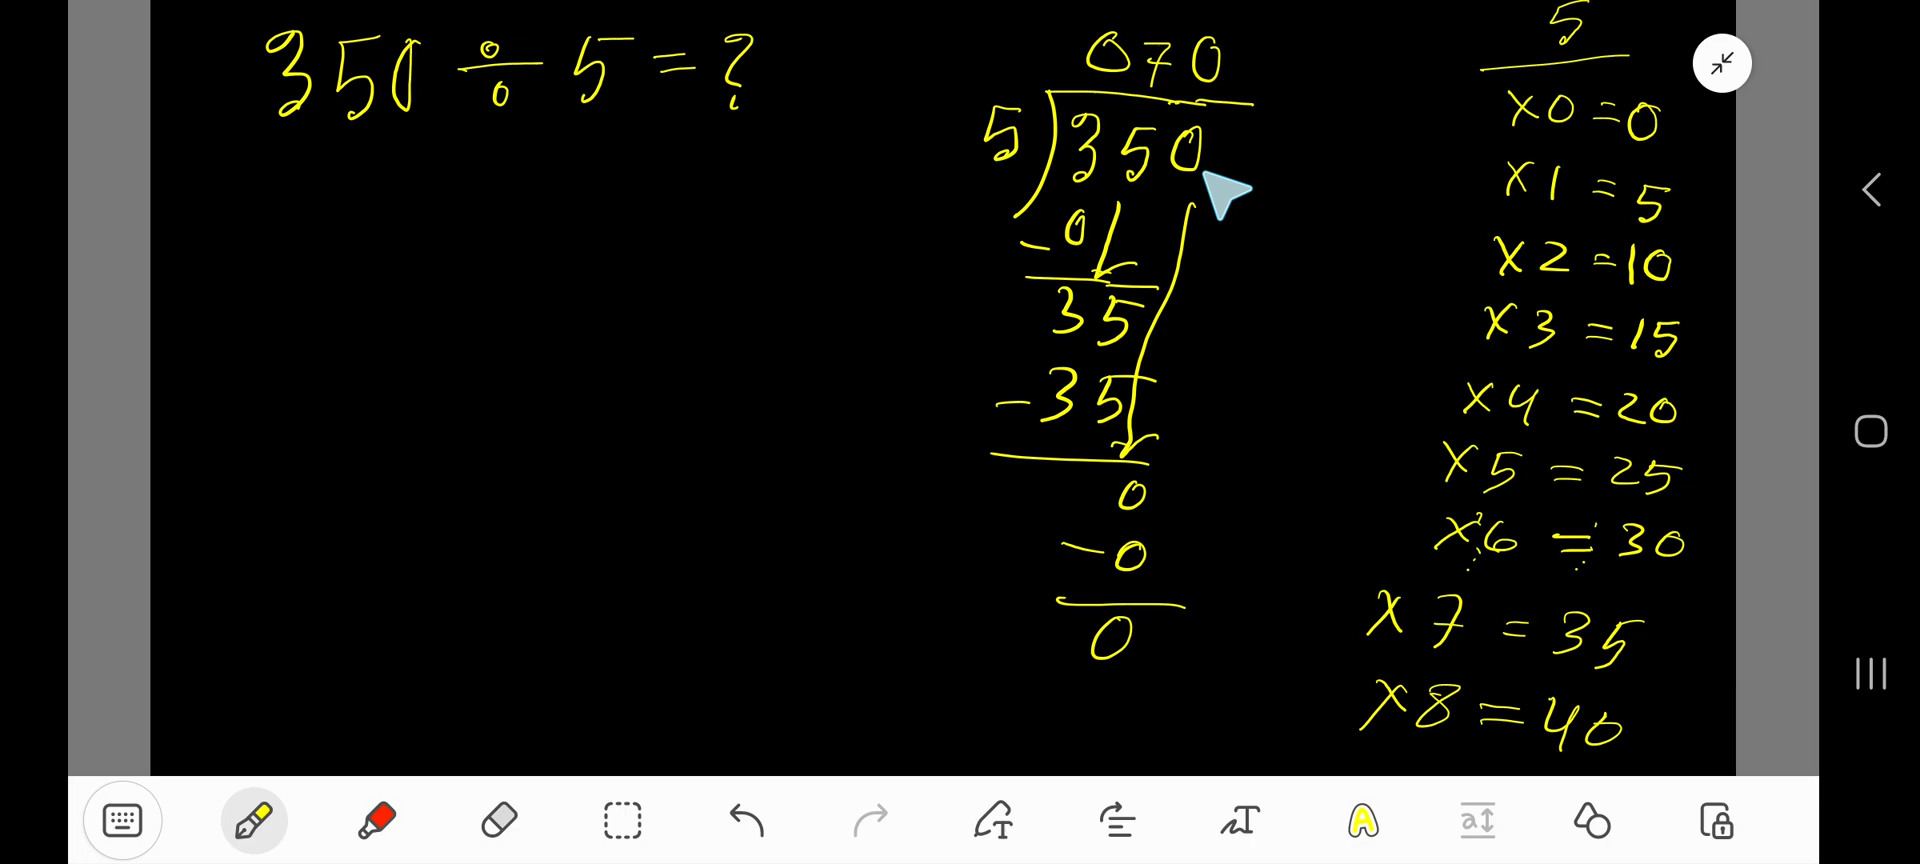 350 ÷ 5 = ?
070
5)350
-0
35
-35
0
-0
0
5
x0=0
x1=5
x2=10
x3=15
x4=20
x5=25
x6=30
x7=35
x8=40